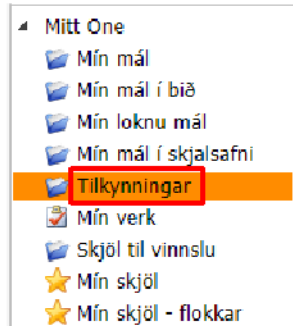 Mitt One
Mín mál
Mín mál í bið
Mín loknu mál
Mín mál í skjalsafni
Tilkynningar
Mín verk
Skjöl til vinnslu
Mín skjöl
Mín skjöl - flokkar